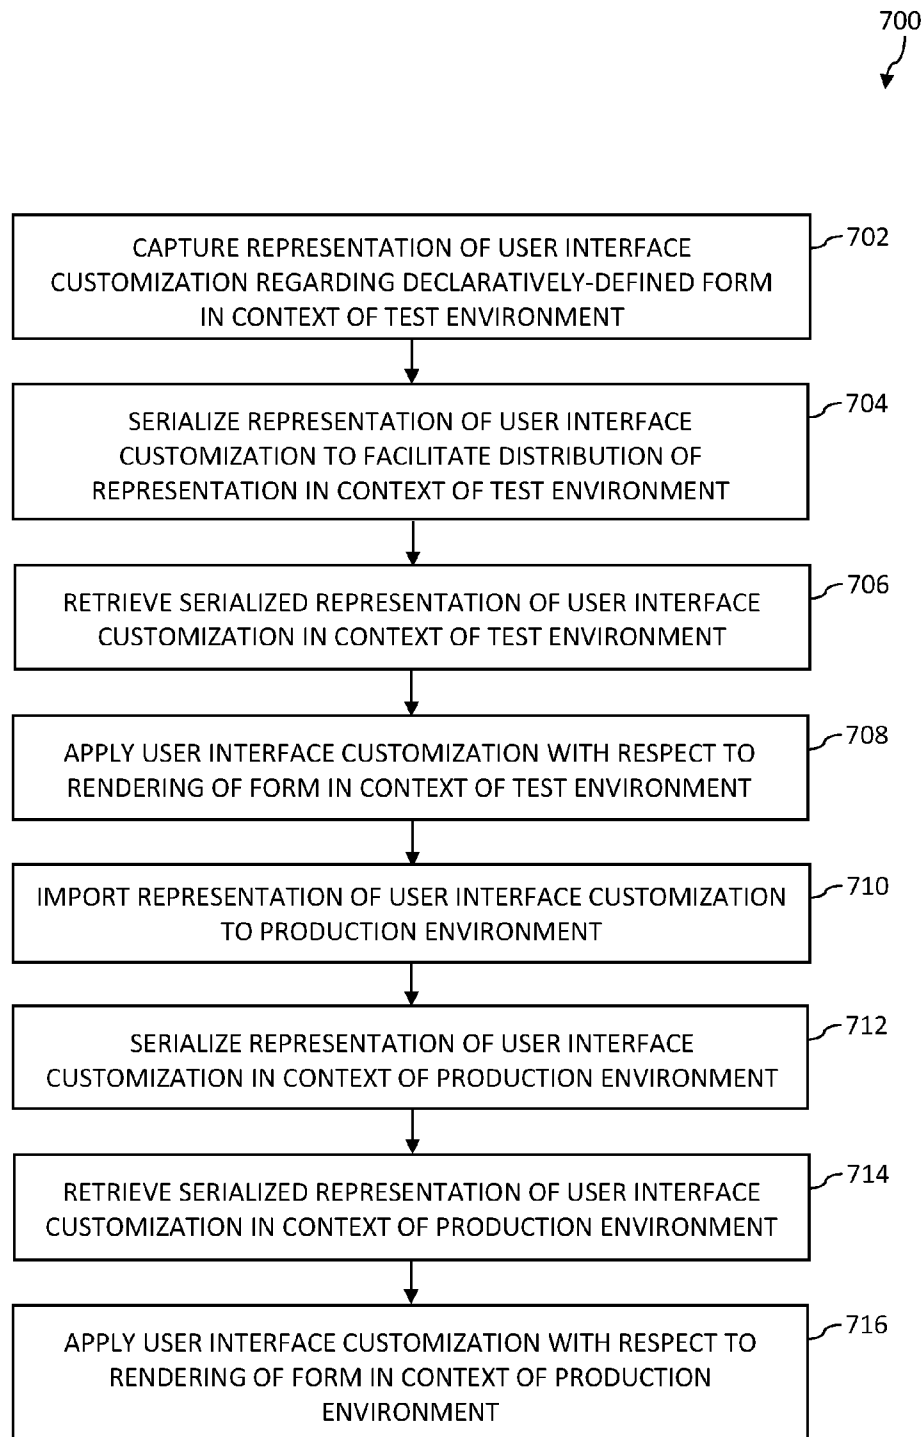 700
CAPTURE REPRESENTATION OF USER INTERFACE
CUSTOMIZATION REGARDING DECLARATIVELY-DEFINED FORM
IN CONTEXT OF TEST ENVIRONMENT
702
SERIALIZE REPRESENTATION OF USER INTERFACE
CUSTOMIZATION TO FACILITATE DISTRIBUTION OF
REPRESENTATION IN CONTEXT OF TEST ENVIRONMENT
704
RETRIEVE SERIALIZED REPRESENTATION OF USER INTERFACE
CUSTOMIZATION IN CONTEXT OF TEST ENVIRONMENT
706
APPLY USER INTERFACE CUSTOMIZATION WITH RESPECT TO
RENDERING OF FORM IN CONTEXT OF TEST ENVIRONMENT
708
IMPORT REPRESENTATION OF USER INTERFACE CUSTOMIZATION
TO PRODUCTION ENVIRONMENT
710
SERIALIZE REPRESENTATION OF USER INTERFACE
CUSTOMIZATION IN CONTEXT OF PRODUCTION ENVIRONMENT
712
RETRIEVE SERIALIZED REPRESENTATION OF USER INTERFACE
CUSTOMIZATION IN CONTEXT OF PRODUCTION ENVIRONMENT
714
APPLY USER INTERFACE CUSTOMIZATION WITH RESPECT TO
RENDERING OF FORM IN CONTEXT OF PRODUCTION
ENVIRONMENT
716